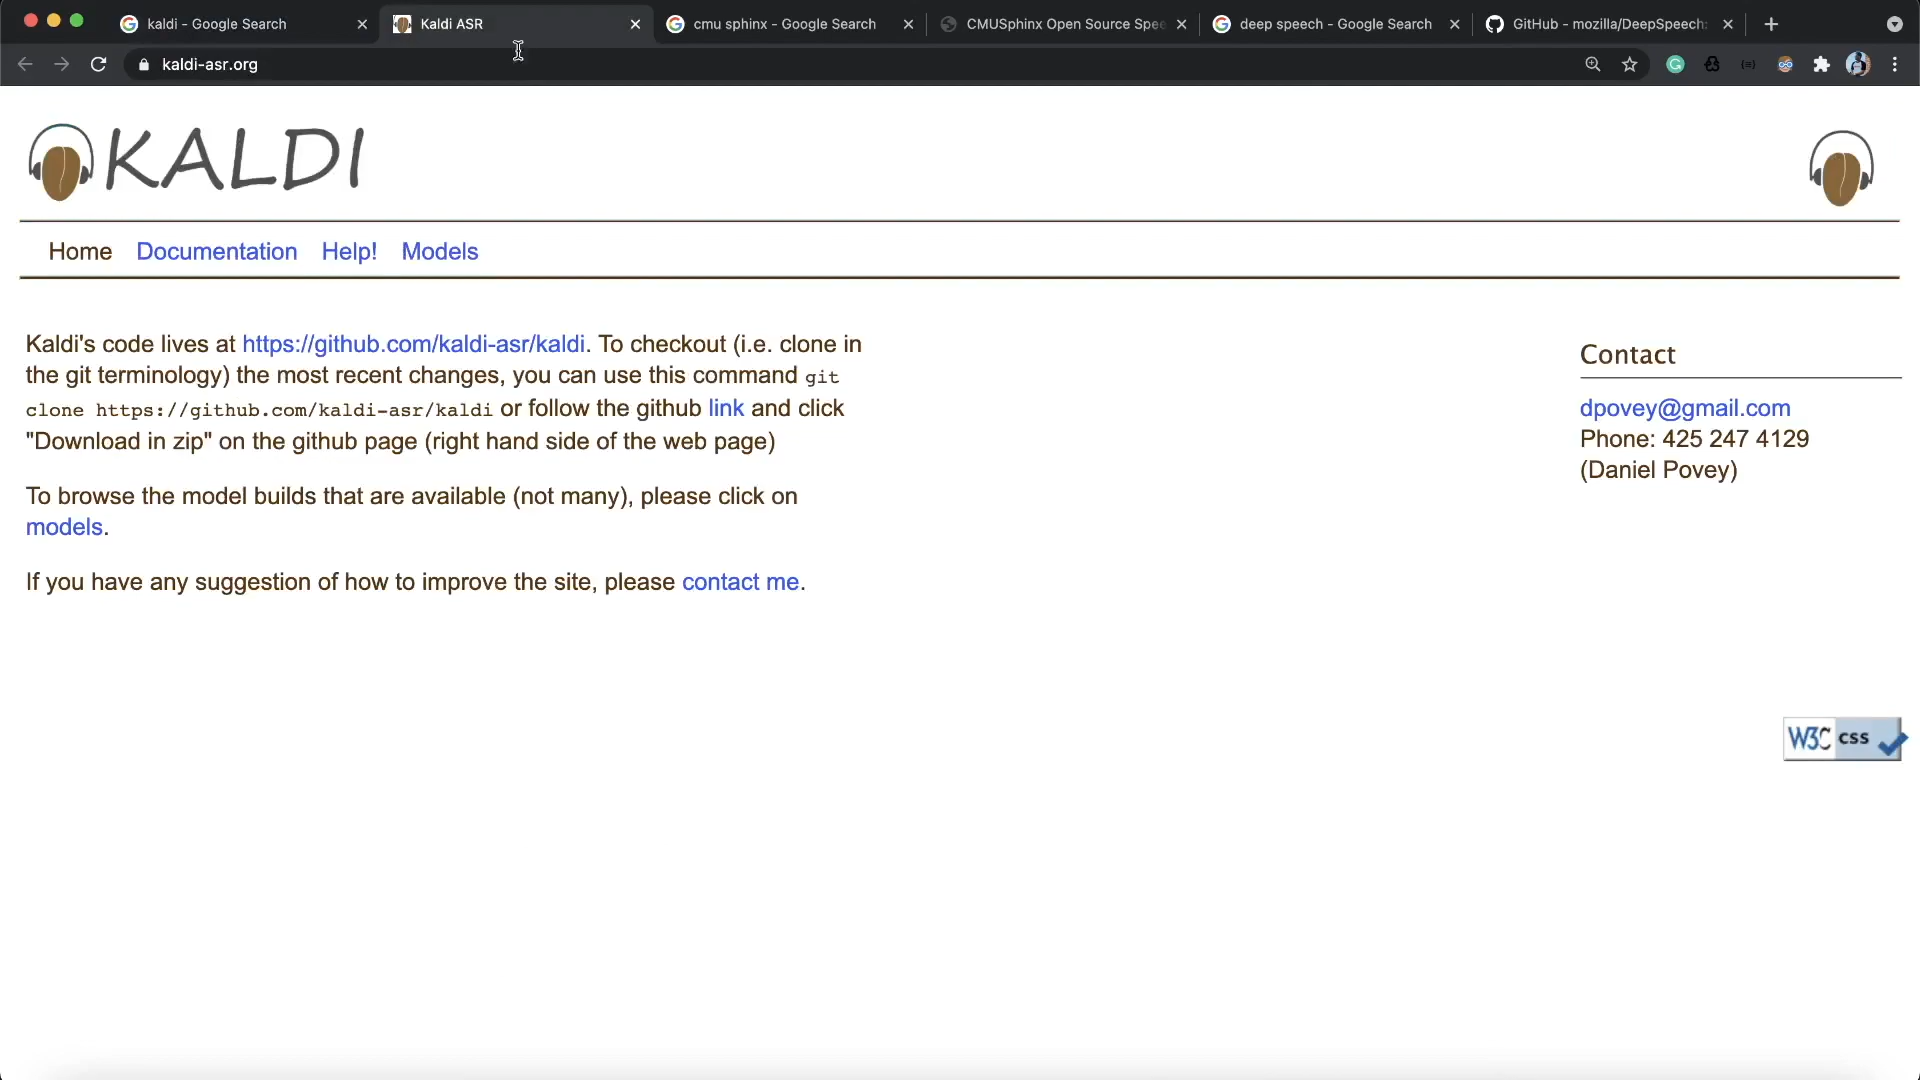 kaldi - Google Search
Kaldi ASR
cmu sphinx - Google Search
CMUSphinx Open Source Spee
deep speech - Google Search
GitHub - mozilla/DeepSpeech:
kaldi-asr.org
KALDI
Home Documentation Help! Models
Kaldi's code lives at https://github.com/kaldi-asr/kaldi. To checkout (i.e. clone in
the git terminology) the most recent changes, you can use this command git
clone https://github.com/kaldi-asr/kaldi or follow the github link and click
"Download in zip" on the github page (right hand side of the web page)
To browse the model builds that are available (not many), please click on
models.
If you have any suggestion of how to improve the site, please contact me.
Contact
dpovey@gmail.com
Phone: 425 247 4129
(Daniel Povey)
W3C css